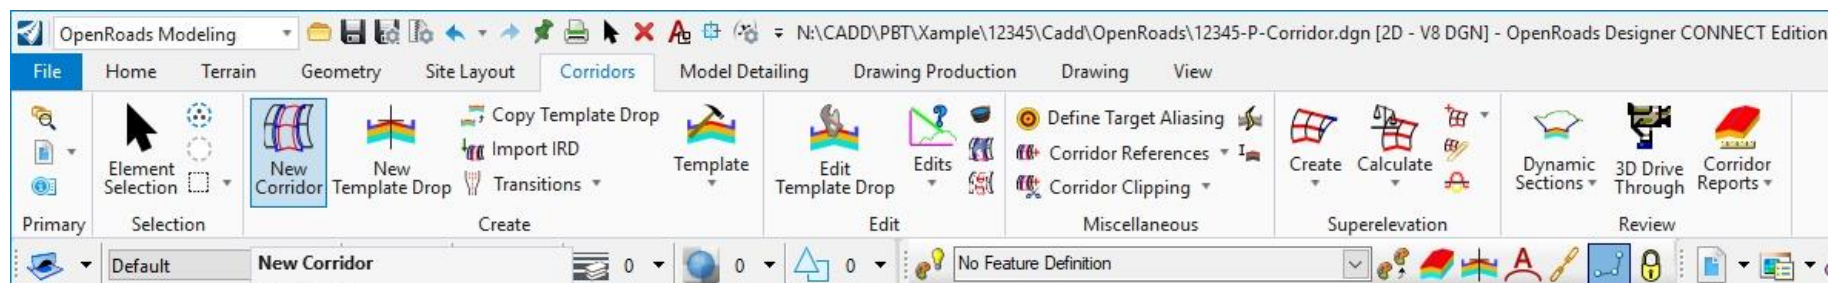 OpenRoads Modeling N:\CADD\PBT\Xample\12345\Cadd\OpenRoads\12345-P-Corridor.dgn [2D - V8 DGN] - OpenRoads Designer CONNECT Edition
File Home Terrain Geometry Site Layout Corridors Model Detailing Drawing Production Drawing View
Element
Selection
New
Corridor
New
Template Drop
Copy Template Drop
Import IRD
Transitions
Template
Edit
Template Drop
Edits
Define Target Aliasing
Corridor References
Corridor Clipping
Create
Calculate
Dynamic
Sections
3D Drive
Through
Corridor
Reports
Primary Selection Create Edit Miscellaneous Superelevation Review
Default New Corridor 0 0 0 No Feature Definition